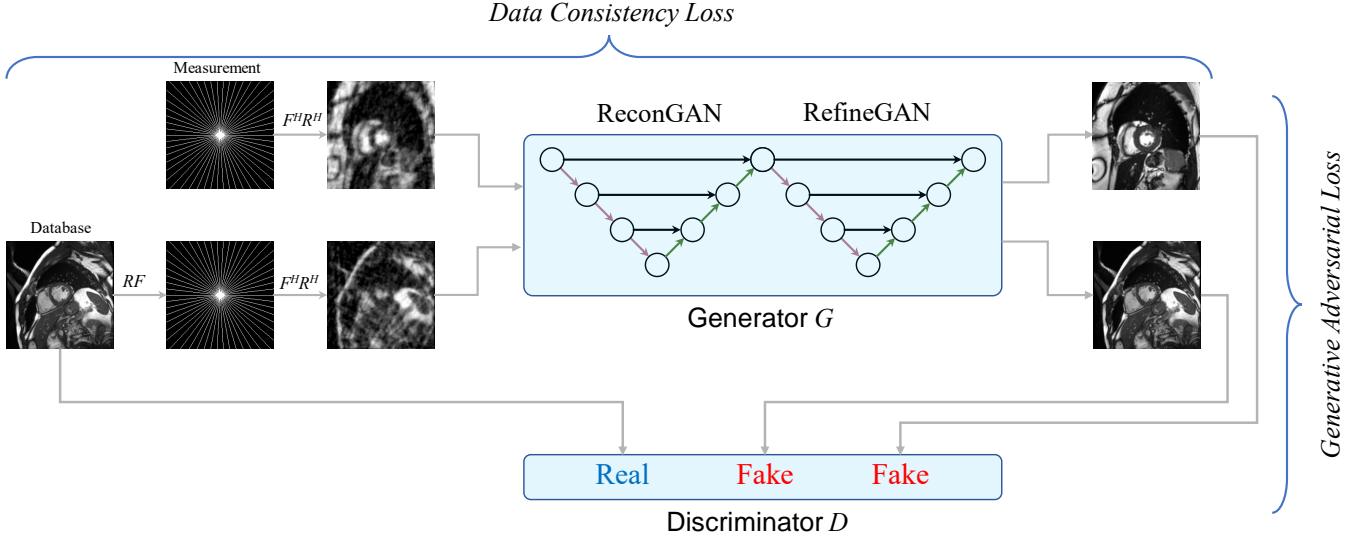 Data Consistency Loss
Measurement
F^H R^H
ReconGAN
RefineGAN
Database
RF
F^H R^H
Generator G
Generative Adversarial Loss
Real
Fake
Fake
Discriminator D